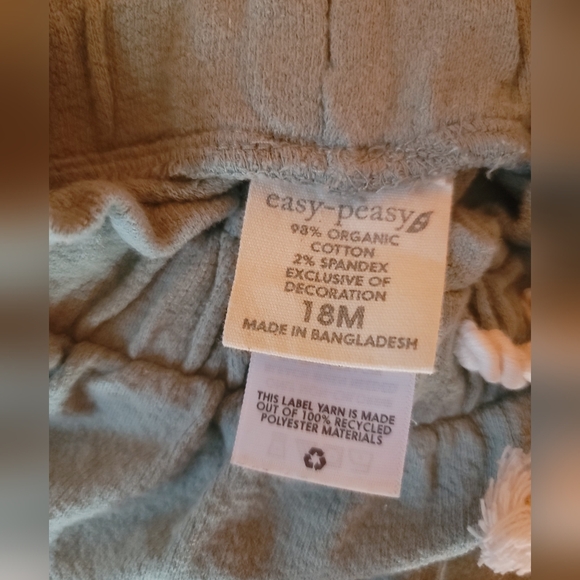 easy-peasy
98% ORGANIC
COTTON
2% SPANDEX
EXCLUSIVE OF
DECORATION
18M
MADE IN BANGLADESH
THIS LABEL YARN IS MADE
OUT OF 100% RECYCLED
POLYESTER MATERIALS